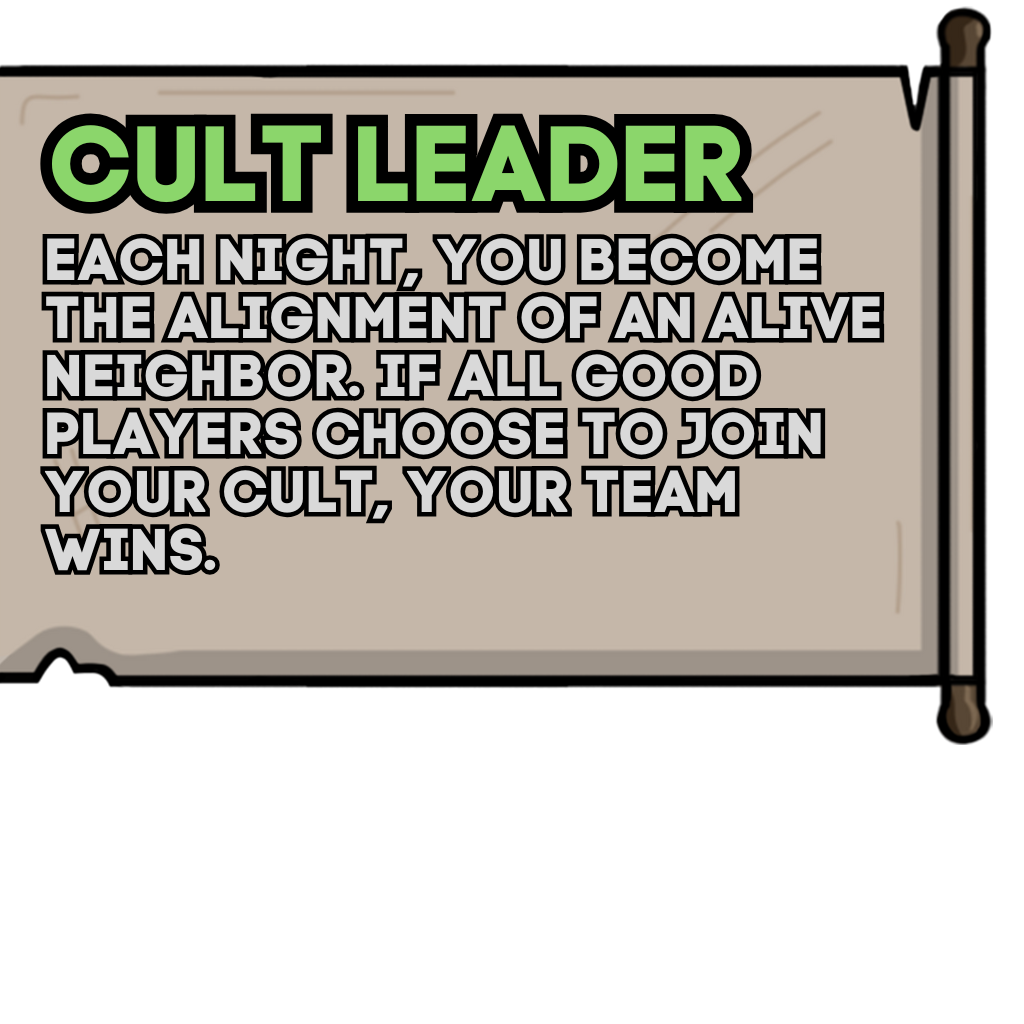 CULT LEADER
EACH NIGHT, YOU BECOME
THE ALIGNMENT OF AN ALIVE
NEIGHBOR. IF ALL GOOD
PLAYERS CHOOSE TO JOIN
YOUR CULT, YOUR TEAM
WINS.